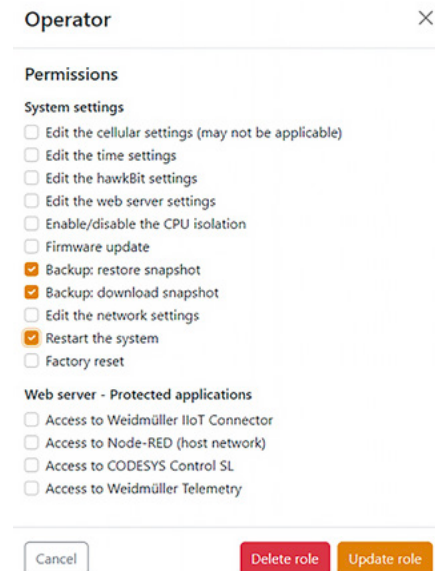 Operator
Permissions
System settings
Edit the cellular settings (may not be applicable)
Edit the time settings
Edit the hawkBit settings
Edit the web server settings
Enable/disable the CPU isolation
Firmware update
Backup: restore snapshot
Backup: download snapshot
Edit the network settings
Restart the system
Factory reset
Web server - Protected applications
Access to Weidmüller IIoT Connector
Access to Node-RED (host network)
Access to CODESYS Control SL
Access to Weidmüller Telemetry
Cancel
Delete role
Update role